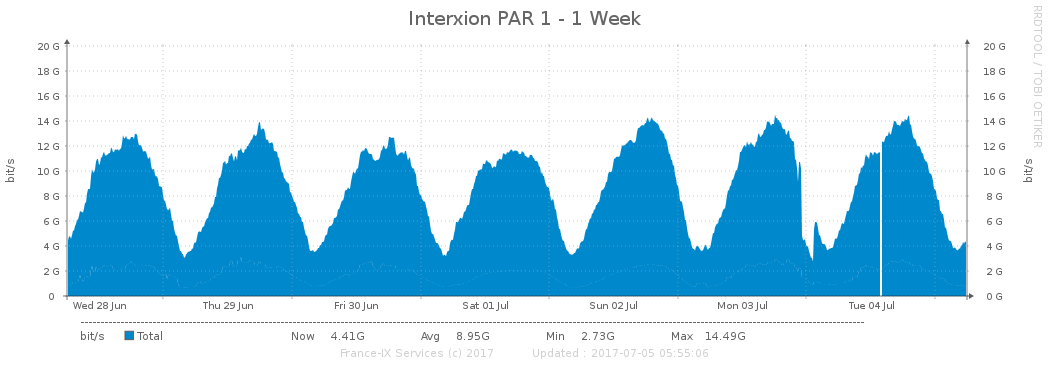 Interxion PAR 1 - 1 Week
RRDTOOL / TOBI OETIKER
20 G 20 G
18 G 18 G
16 G 16 G
14 G 14 G
12 G 12 G
10 G 10 G
8 G 8 G
6 G 6 G
4 G 4 G
2 G 2 G
0 0 G
bit/s bit/s
Wed 28 Jun Thu 29 Jun Fri 30 Jun Sat 01 Jul Sun 02 Jul Mon 03 Jul Tue 04 Jul
bit/s Total Now 4.41G Avg 8.95G Min 2.73G Max 14.49G
France-IX Services (c) 2017 Updated : 2017-07-05 05:55:06